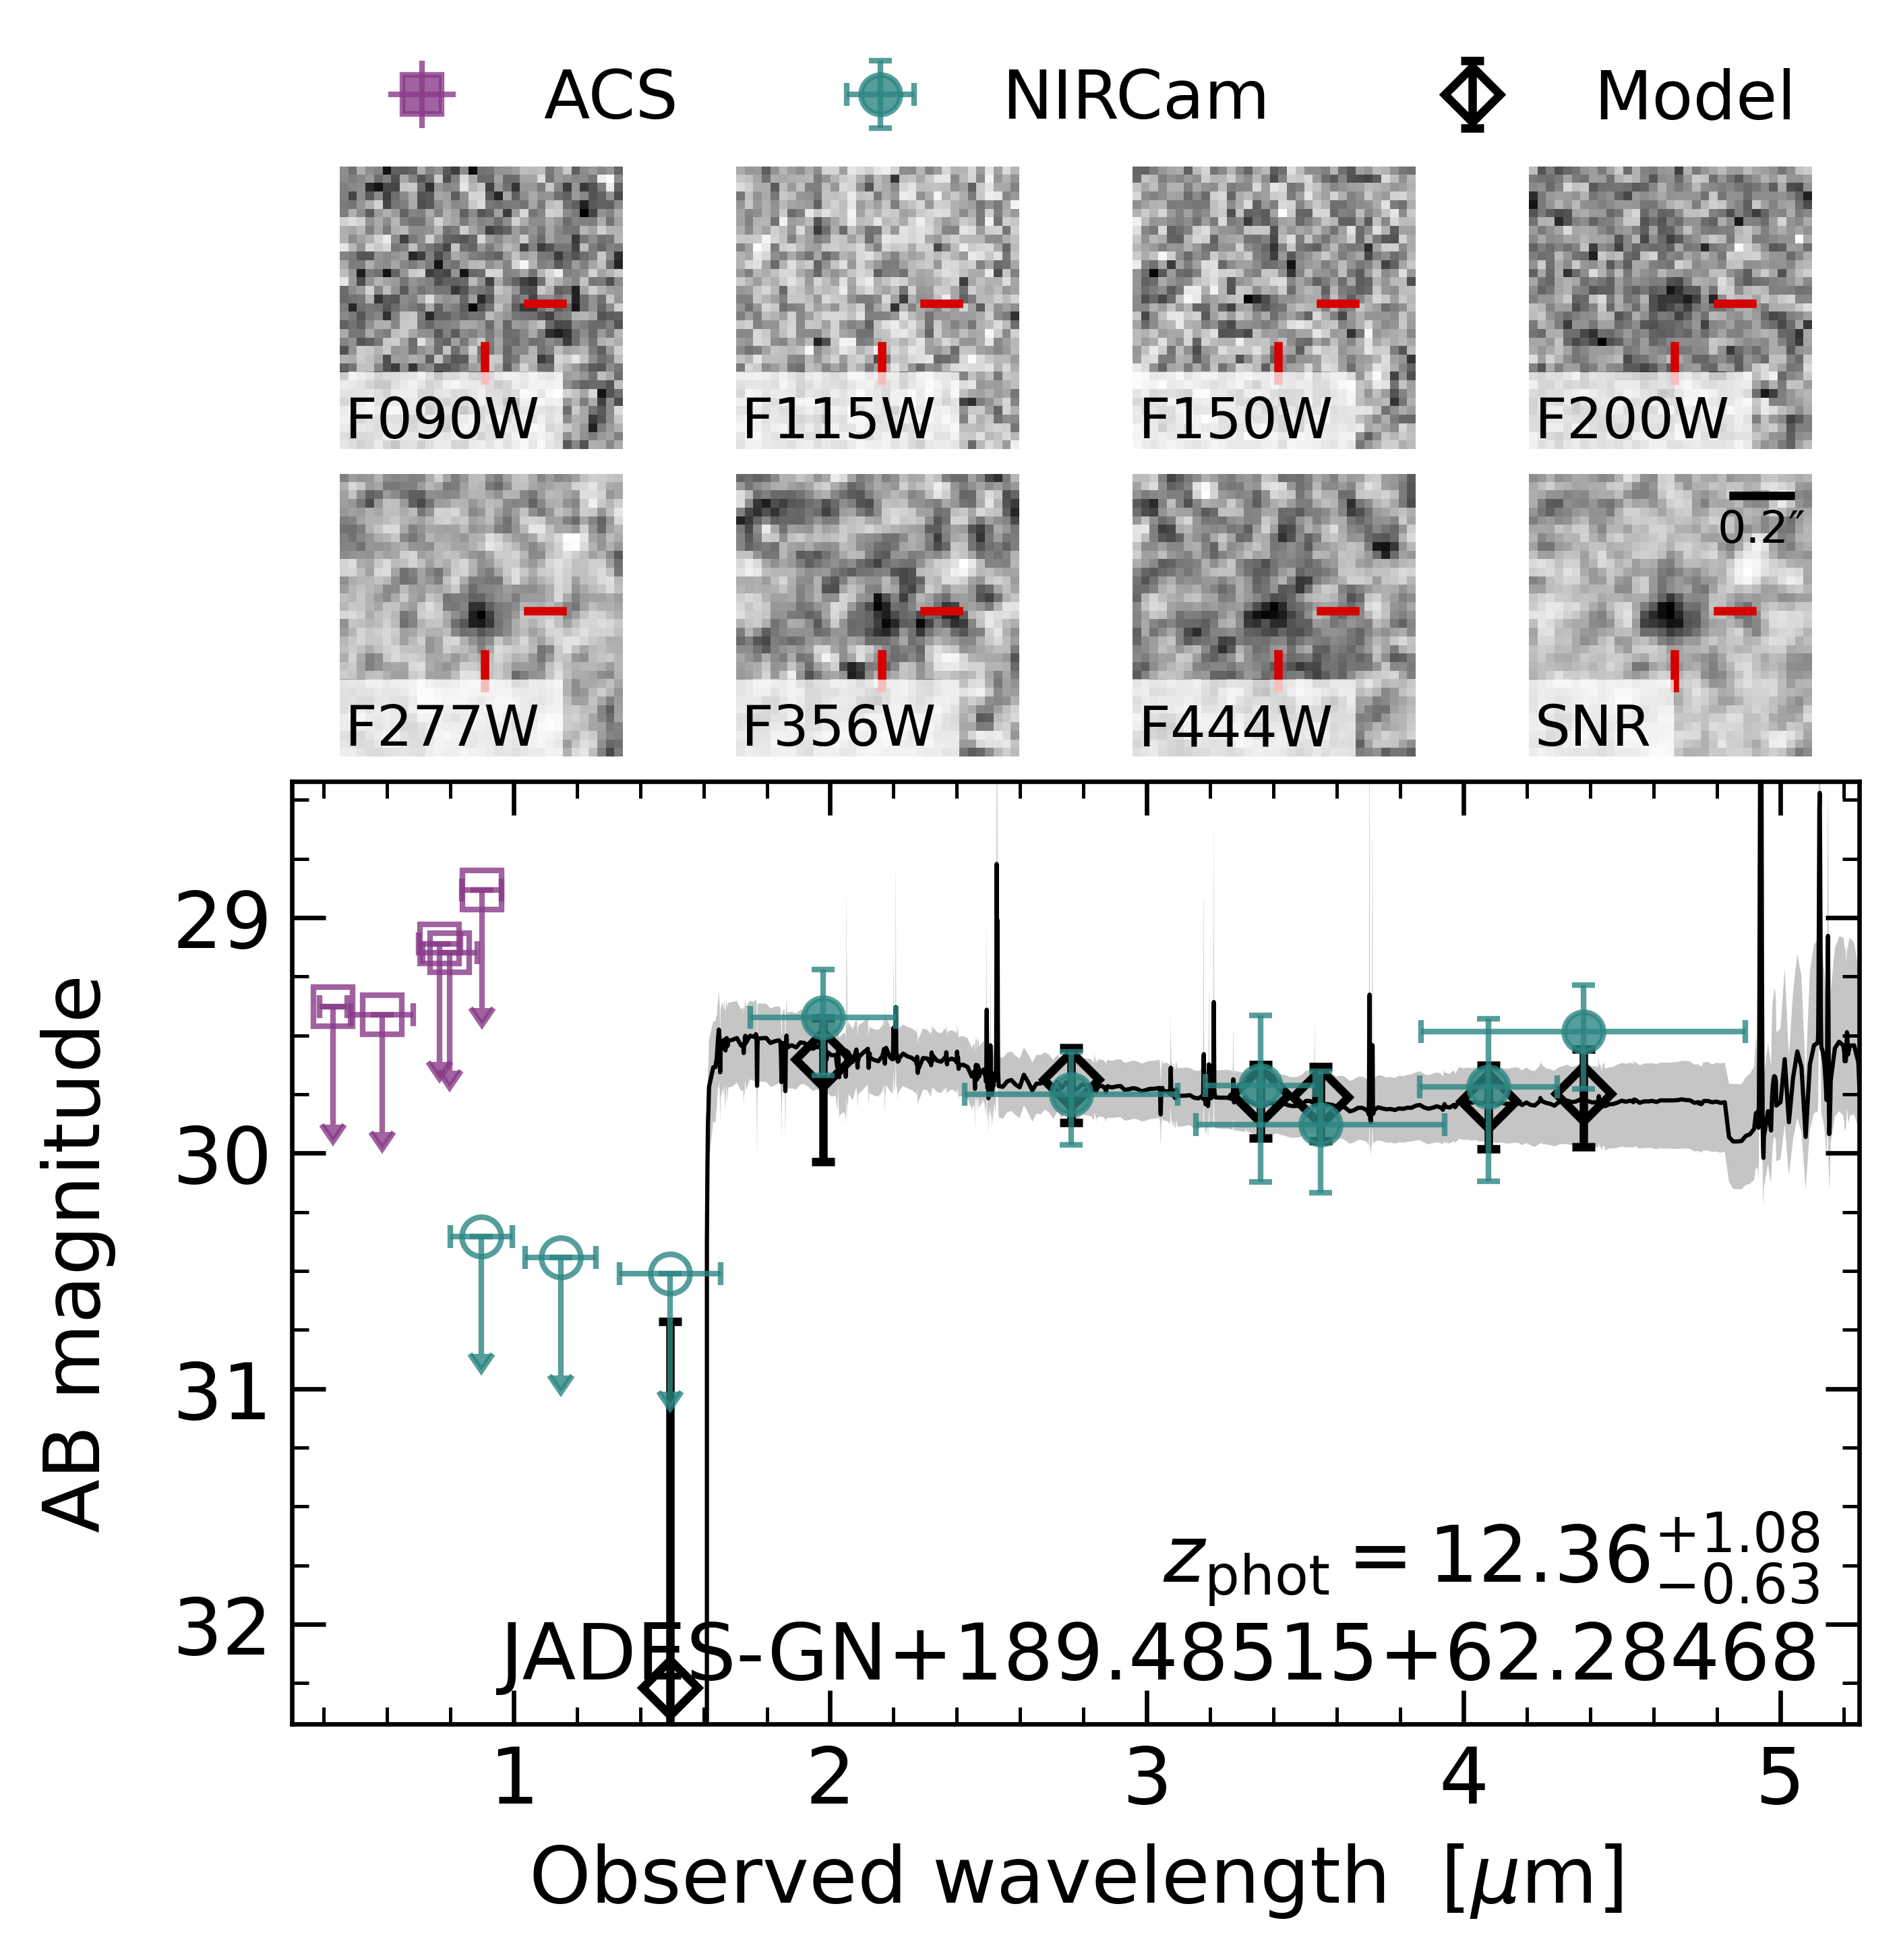 ACS NIRCam Model
F090W F115W F150W F200W
0.2″
F277W F356W F444W SNR
AB magnitude
29
30
31
32
z_phot = 12.36 +1.08 −0.63
JADES-GN+189.48515+62.28468
1 2 3 4 5
Observed wavelength [μm]